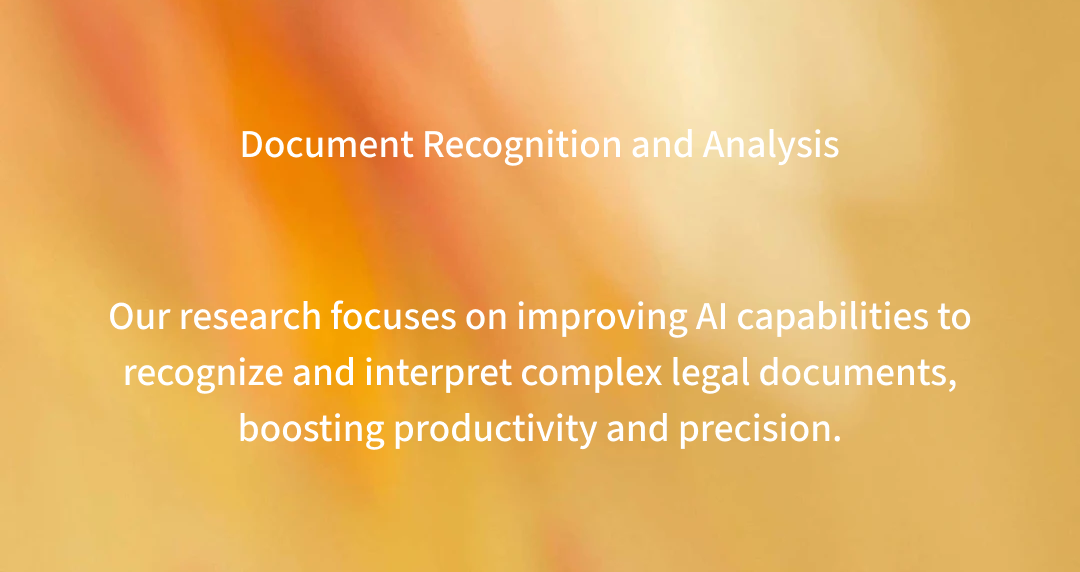 Document Recognition and Analysis
Our research focuses on improving AI capabilities to
recognize and interpret complex legal documents,
boosting productivity and precision.